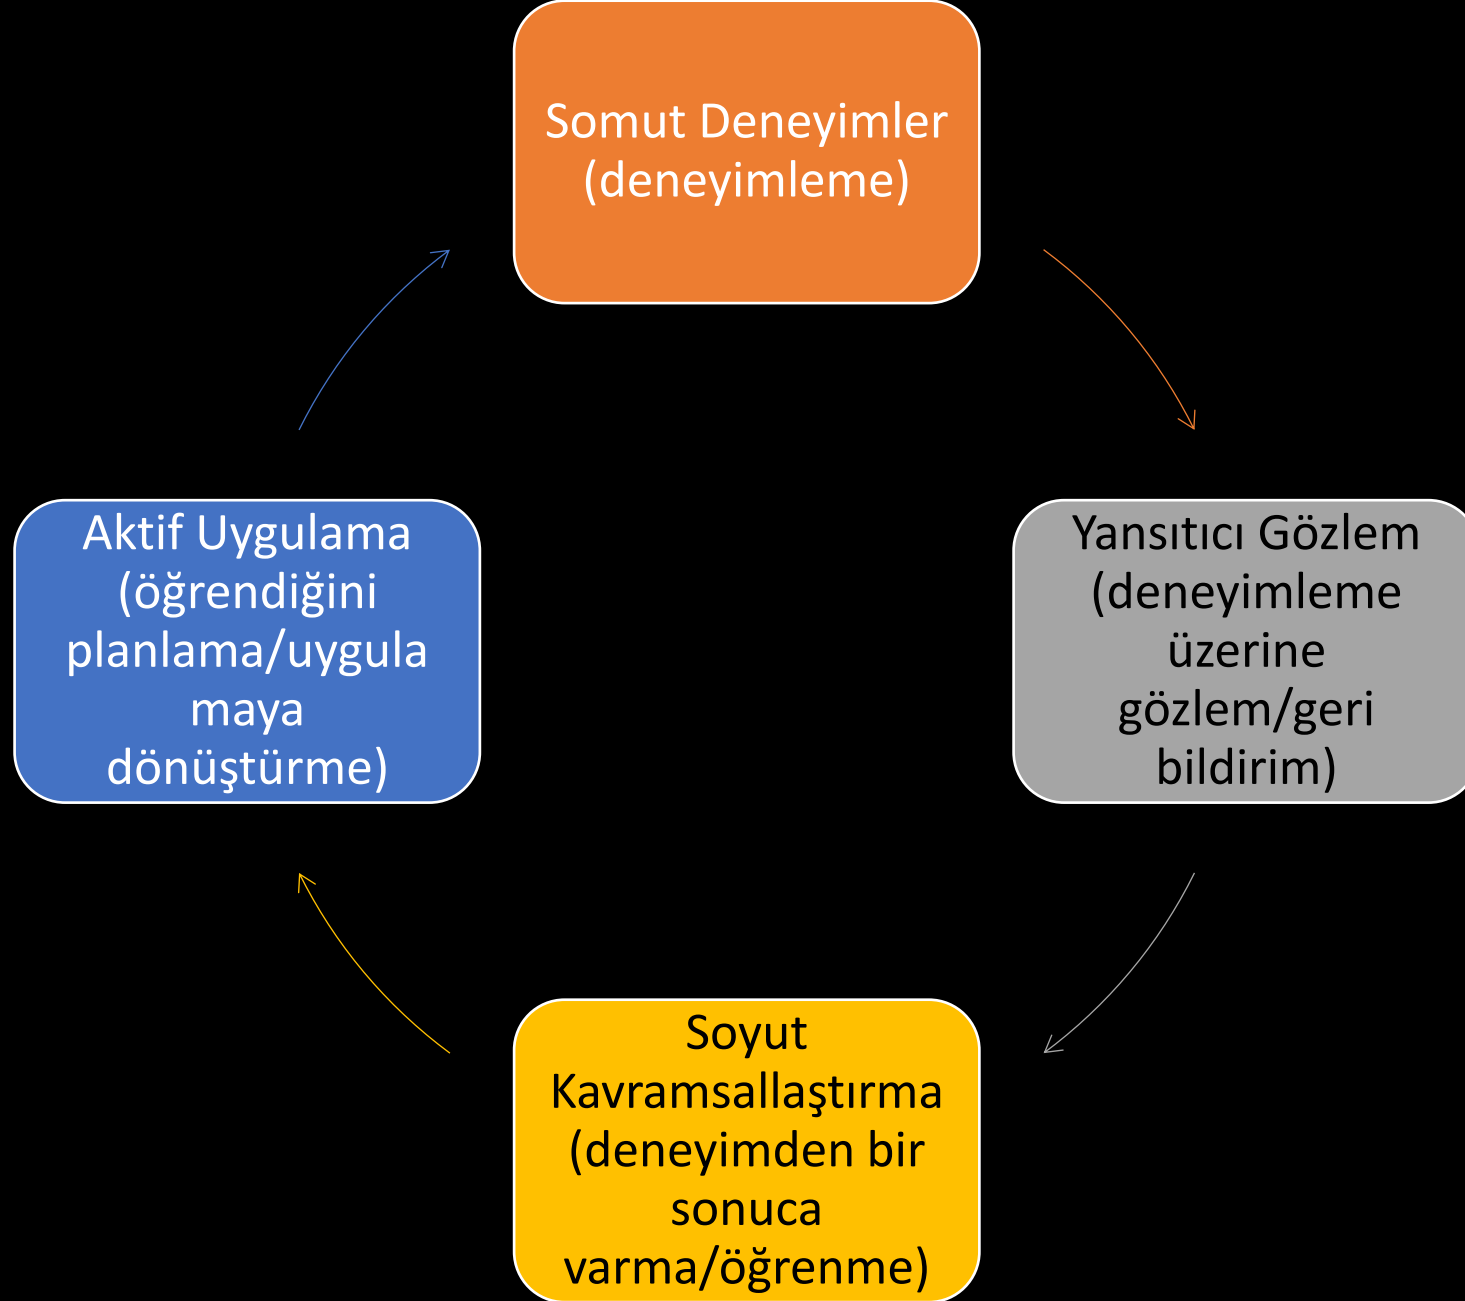 Somut Deneyimler
(deneyimleme)
Yansıtıcı Gözlem
(deneyimleme
üzerine
gözlem/geri
bildirim)
Soyut
Kavramsallaştırma
(deneyimden bir
sonuca
varma/öğrenme)
Aktif Uygulama
(öğrendiğini
planlama/uygula
maya
dönüştürme)